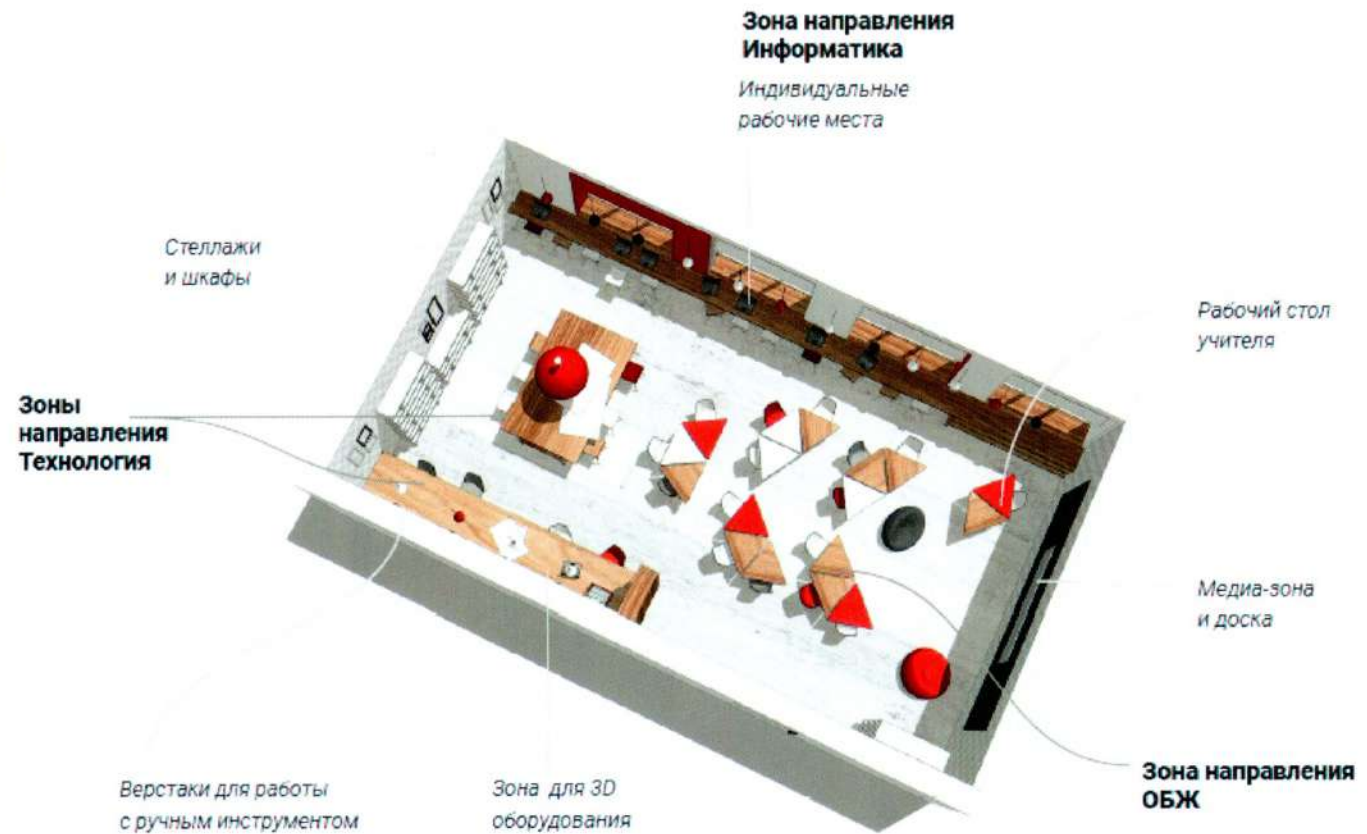 Зона направления
Информатика
Индивидуальные
рабочие места
Стеллажи
и шкафы
Рабочий стол
учителя
Зоны
направления
Технология
Медиа-зона
и доска
Зона направления
ОБЖ
Верстаки для работы
с ручным инструментом
Зона для 3D
оборудования